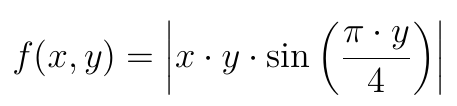 f(x, y) = |x · y · sin(π · y / 4)|